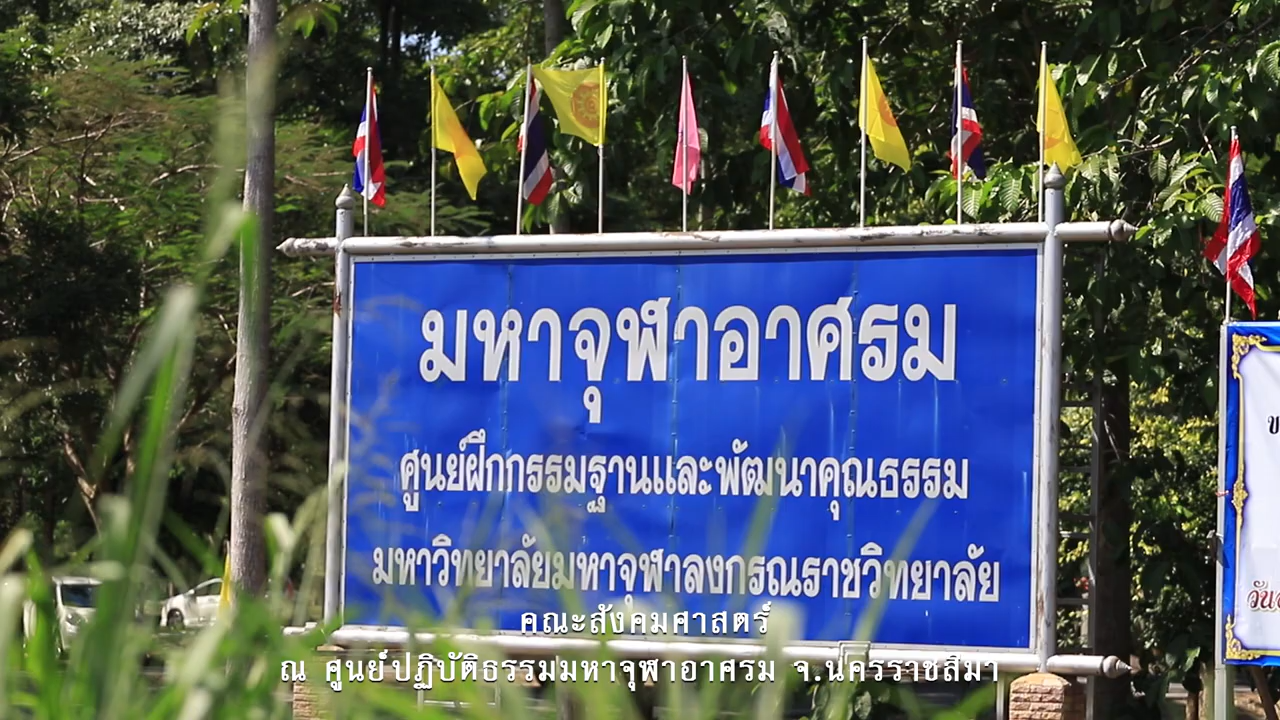 มหาจุฬาอาศรม
ศูนย์ฝึกกรรมฐานและพัฒนาคุณธรรม
มหาวิทยาลัยมหาจุฬาลงกรณราชวิทยาลัย
คณะสังคมศาสตร์
ณ ศูนย์ปฏิบัติธรรมมหาจุฬาอาศรม จ.นครราชสีมา